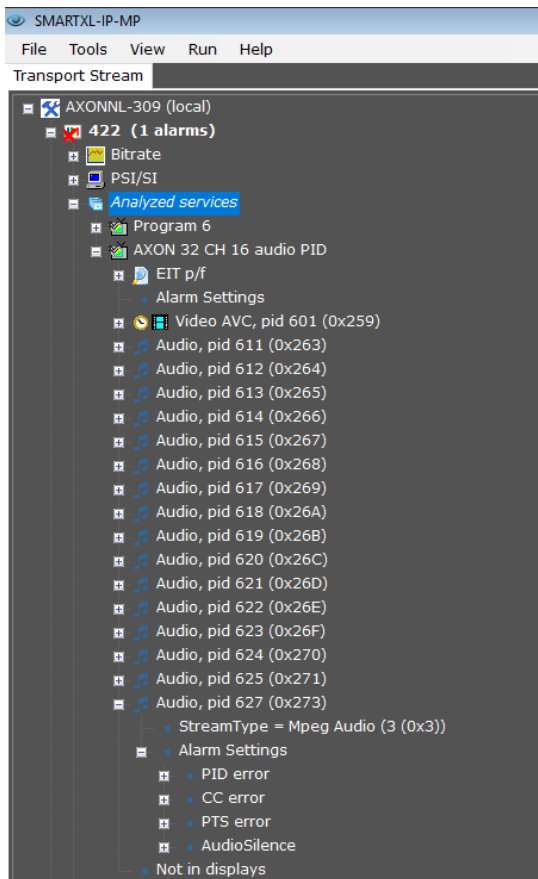 SMARTXL-IP-MP
File Tools View Run Help
Transport Stream
AXONNL-309 (local)
422 (1 alarms)
Bitrate
PSI/SI
Analyzed services
Program 6
AXON 32 CH 16 audio PID
EIT p/f
Alarm Settings
Video AVC, pid 601 (0x259)
Audio, pid 611 (0x263)
Audio, pid 612 (0x264)
Audio, pid 613 (0x265)
Audio, pid 614 (0x266)
Audio, pid 615 (0x267)
Audio, pid 616 (0x268)
Audio, pid 617 (0x269)
Audio, pid 618 (0x26A)
Audio, pid 619 (0x26B)
Audio, pid 620 (0x26C)
Audio, pid 621 (0x26D)
Audio, pid 622 (0x26E)
Audio, pid 623 (0x26F)
Audio, pid 624 (0x270)
Audio, pid 625 (0x271)
Audio, pid 627 (0x273)
StreamType = Mpeg Audio (3 (0x3))
Alarm Settings
PID error
CC error
PTS error
AudioSilence
Not in displays